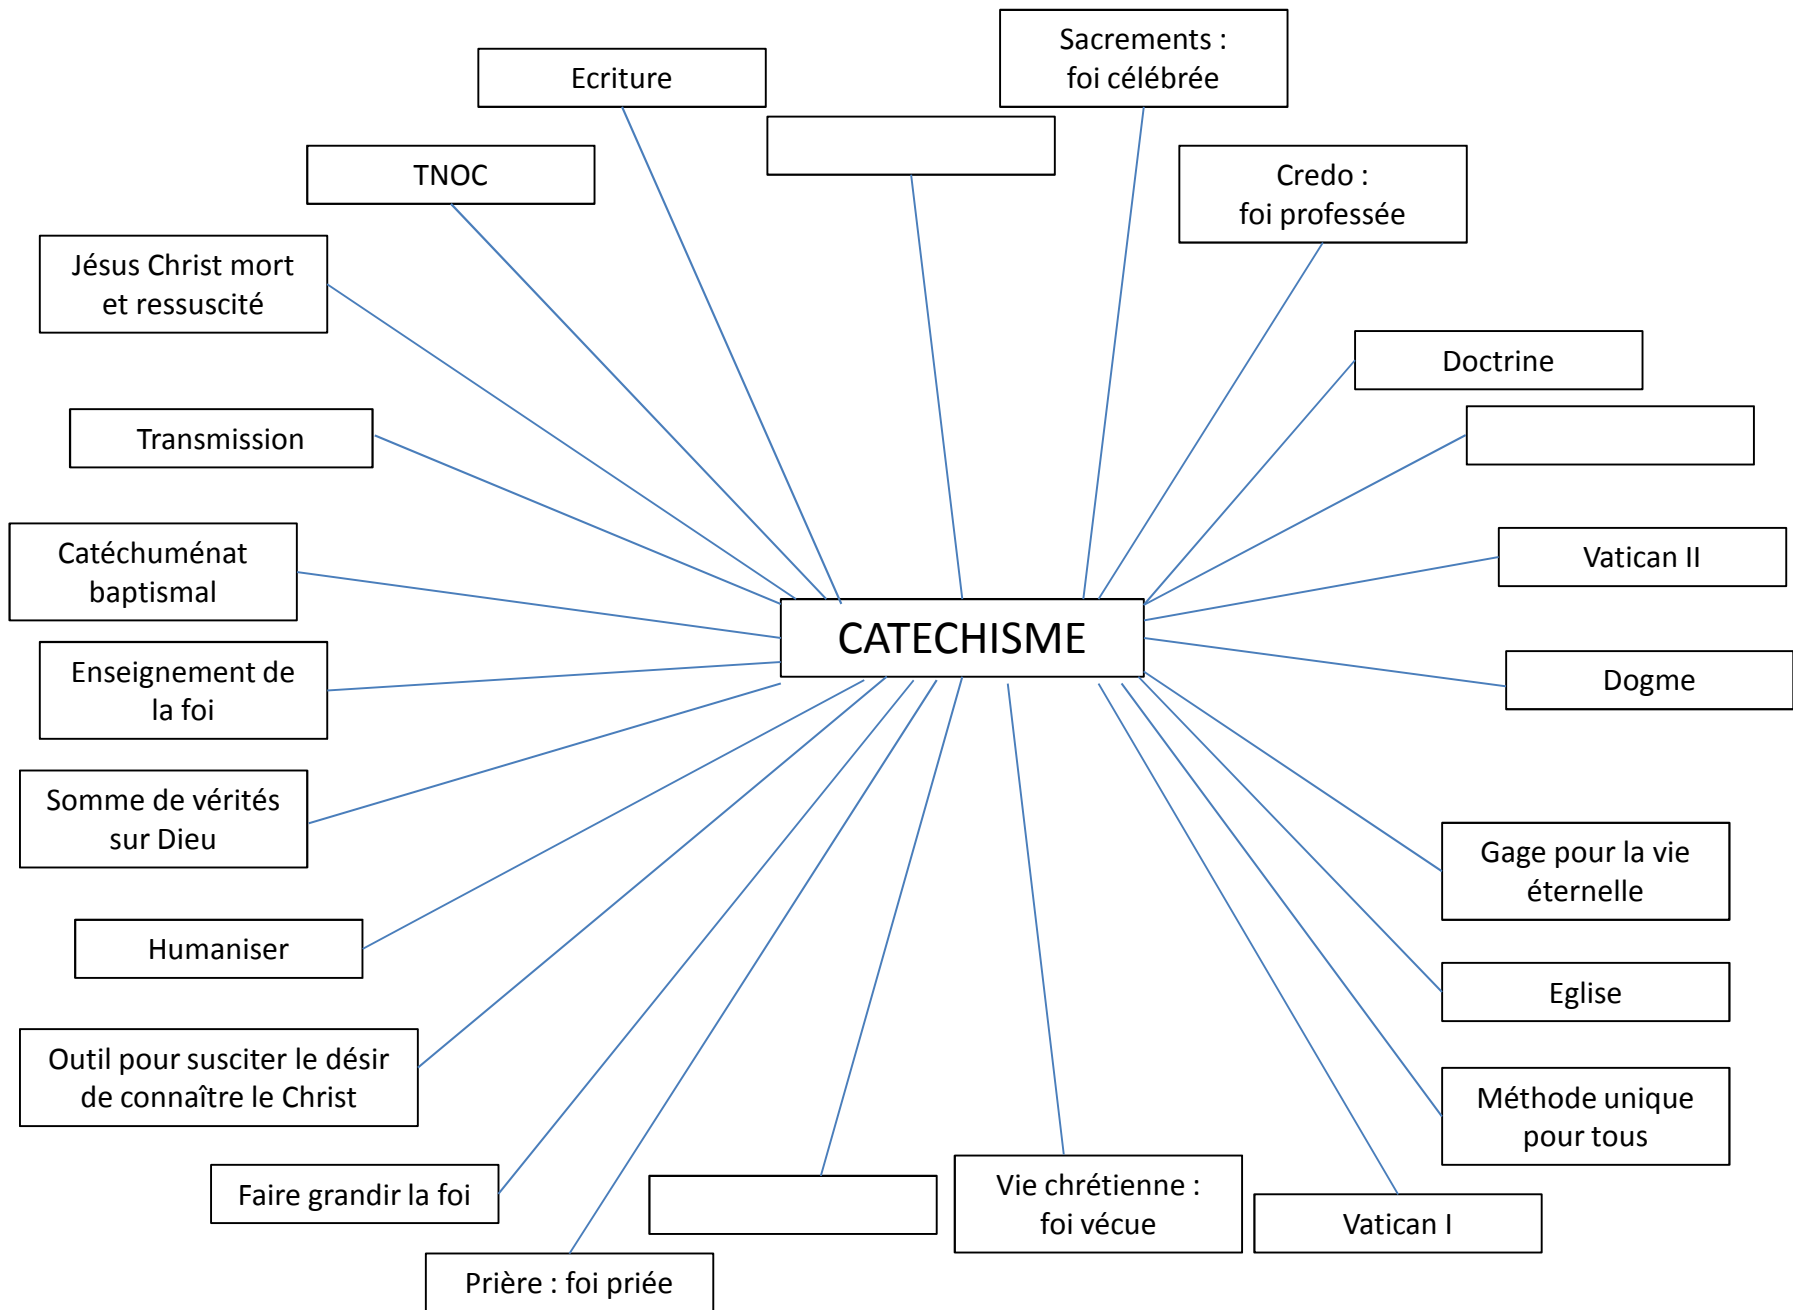 Sacrements :
foi célébrée
Ecriture
TNOC
Credo :
foi professée
Jésus Christ mort
et ressuscité
Doctrine
Transmission
Catéchuménat
baptismal
Vatican II
CATECHISME
Enseignement de
la foi
Dogme
Somme de vérités
sur Dieu
Gage pour la vie
éternelle
Humaniser
Eglise
Outil pour susciter le désir
de connaître le Christ
Méthode unique
pour tous
Faire grandir la foi
Vie chrétienne :
foi vécue
Vatican I
Prière : foi priée